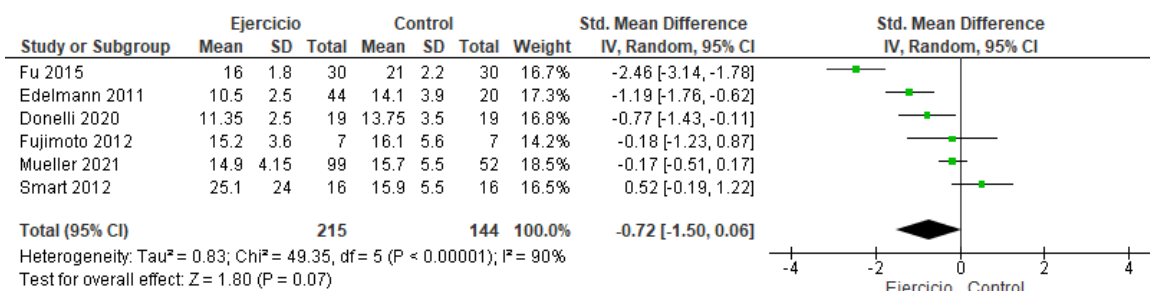 Ejercicio Control Std. Mean Difference Std. Mean Difference
Study or Subgroup Mean SD Total Mean SD Total Weight IV, Random, 95% CI IV, Random, 95% CI
Fu 2015 16 1.8 30 21 2.2 30 16.7% -2.46 [-3.14, -1.78]
Edelmann 2011 10.5 2.5 44 14.1 3.9 20 17.3% -1.19 [-1.76, -0.62]
Donelli 2020 11.35 2.5 19 13.75 3.5 19 16.8% -0.77 [-1.43, -0.11]
Fujimoto 2012 15.2 3.6 7 16.1 5.6 7 14.2% -0.18 [-1.23, 0.87]
Mueller 2021 14.9 4.15 99 15.7 5.5 52 18.5% -0.17 [-0.51, 0.17]
Smart 2012 25.1 24 16 15.9 5.5 16 16.5% 0.52 [-0.19, 1.22]
Total (95% CI) 215 144 100.0% -0.72 [-1.50, 0.06]
Heterogeneity: Tau² = 0.83; Chi² = 49.35, df = 5 (P < 0.00001); I² = 90%
Test for overall effect: Z = 1.80 (P = 0.07)
-4 -2 0 2 4
Ejercicio Control